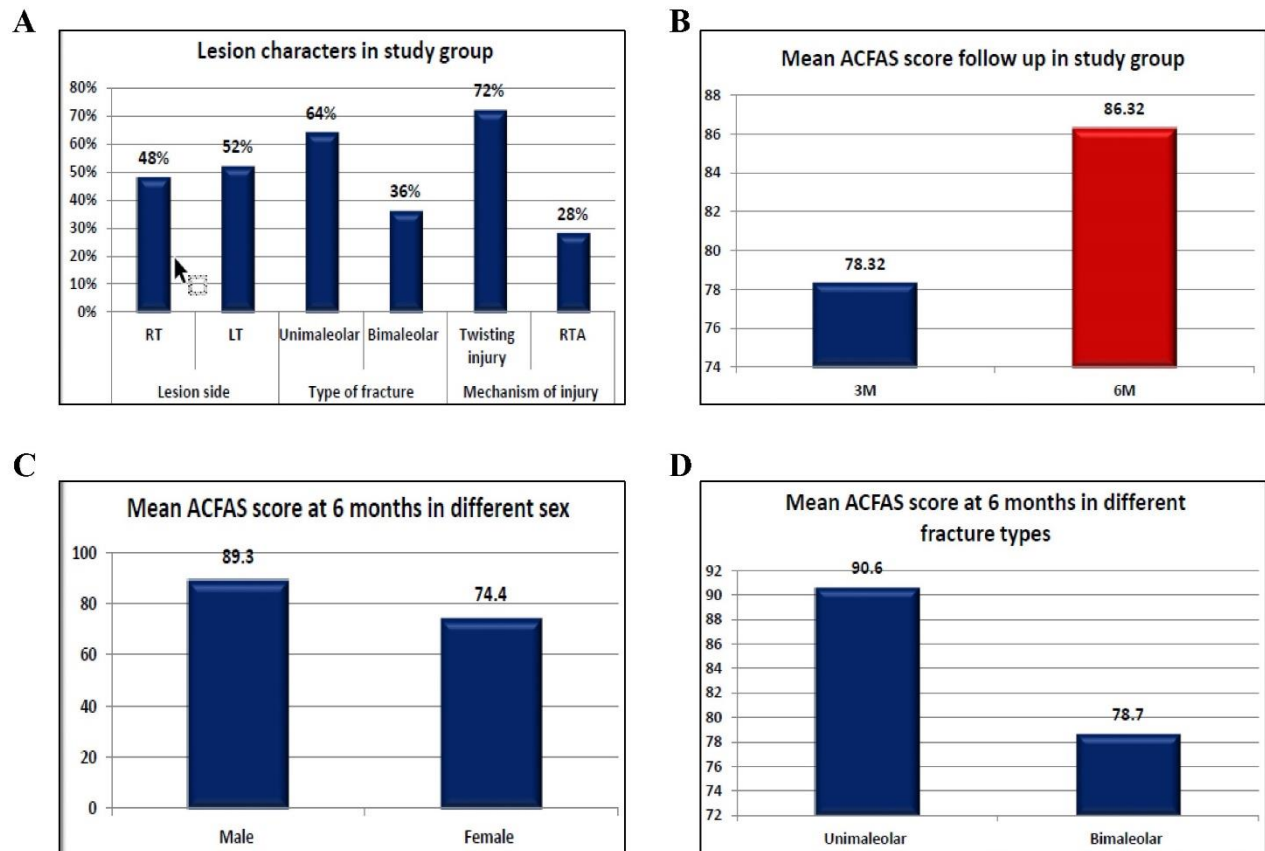 A
Lesion characters in study group
80%
70%
60%
50%
40%
30%
20%
10%
0%
48%
52%
64%
36%
72%
28%
RT
LT
Unimaleolar
Bimaleolar
Twisting
injury
RTA
Lesion side
Type of fracture
Mechanism of injury
B
Mean ACFAS score follow up in study group
88
86
84
82
80
78
76
74
78.32
86.32
3M
6M
C
Mean ACFAS score at 6 months in different sex
100
80
60
40
20
0
89.3
74.4
Male
Female
D
Mean ACFAS score at 6 months in different
fracture types
92
90
88
86
84
82
80
78
76
74
72
90.6
78.7
Unimaleolar
Bimaleolar